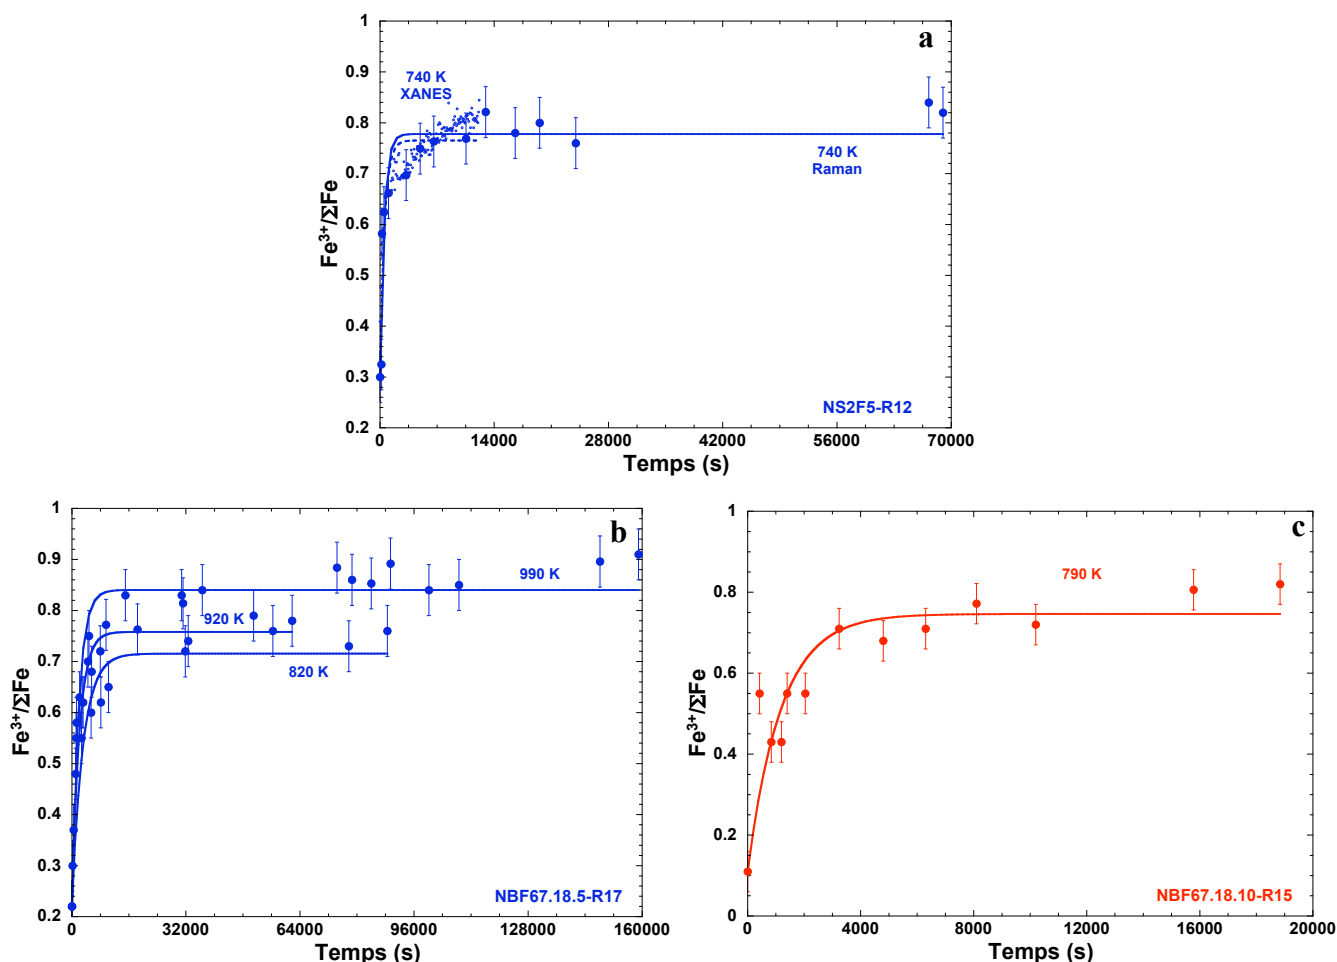 a
1
0.9
0.8
0.7
0.6
0.5
0.4
0.3
0.2
Fe³⁺/ΣFe
740 K
XANES
740 K
Raman
NS2F5-R12
0 14000 28000 42000 56000 70000
Temps (s)
b
1
0.9
0.8
0.7
0.6
0.5
0.4
0.3
0.2
Fe³⁺/ΣFe
990 K
920 K
820 K
NBF67.18.5-R17
0 32000 64000 96000 128000 160000
Temps (s)
c
1
0.8
0.6
0.4
0.2
0
Fe³⁺/ΣFe
790 K
NBF67.18.10-R15
0 4000 8000 12000 16000 20000
Temps (s)